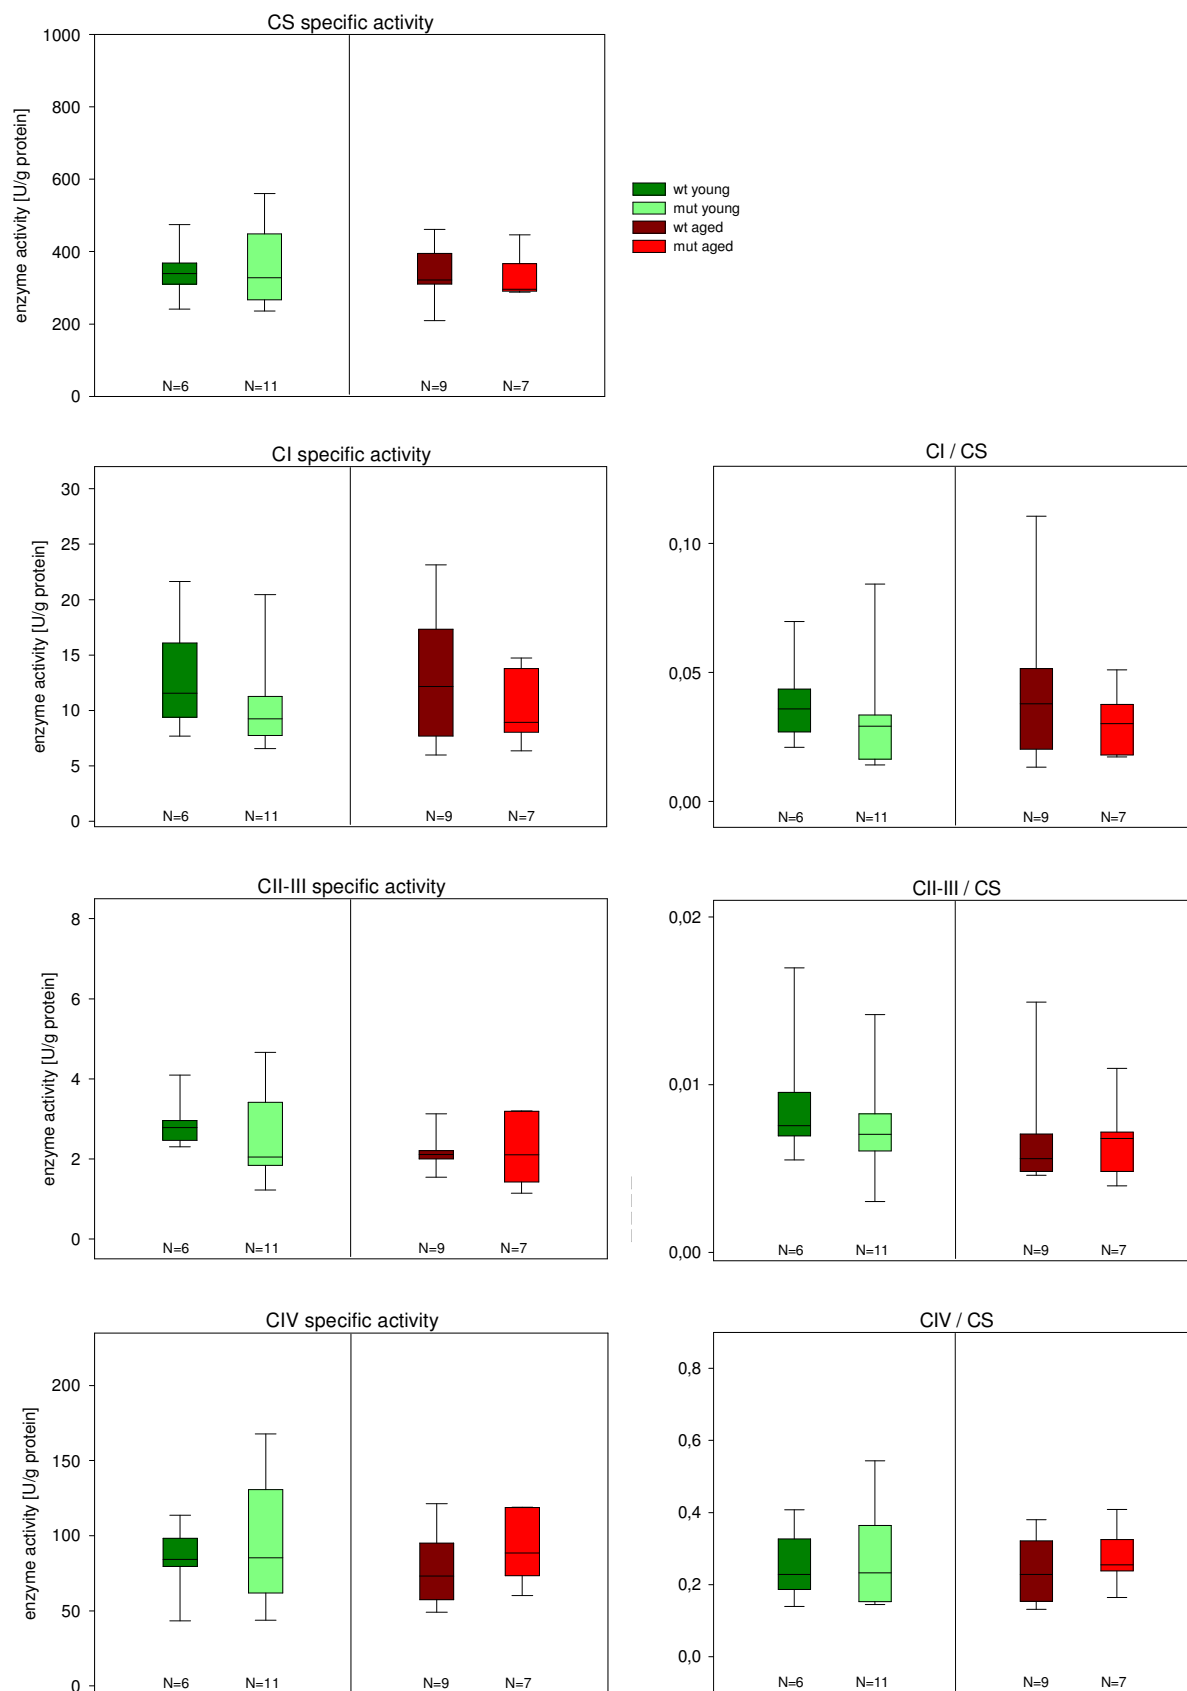 CS specific activity
1000
800
600
400
200
0
enzyme activity [U/g protein]
N=6 N=11 N=9 N=7
wt young
mut young
wt aged
mut aged
CI specific activity
30
25
20
15
10
5
0
enzyme activity [U/g protein]
N=6 N=11 N=9 N=7
CI / CS
0,10
0,05
0,00
N=6 N=11 N=9 N=7
CII-III specific activity
8
6
4
2
0
enzyme activity [U/g protein]
N=6 N=11 N=9 N=7
CII-III / CS
0,02
0,01
0,00
N=6 N=11 N=9 N=7
CIV specific activity
200
150
100
50
0
enzyme activity [U/g protein]
N=6 N=11 N=9 N=7
CIV / CS
0,8
0,6
0,4
0,2
0,0
N=6 N=11 N=9 N=7